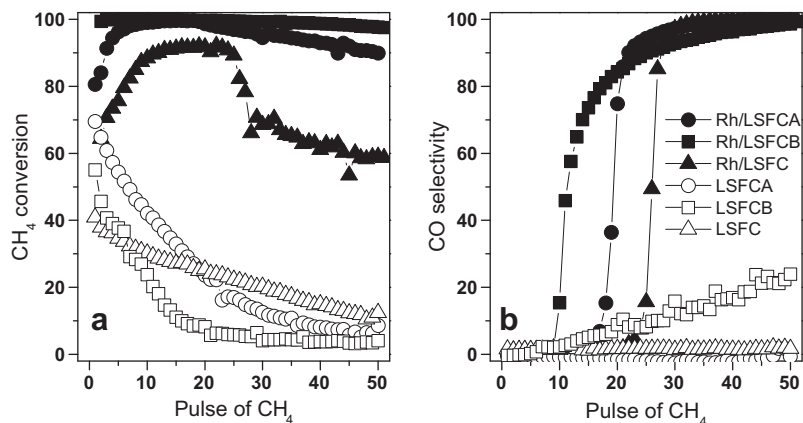 100
80
60
40
20
0
CH₄ conversion
a
0 10 20 30 40 50
Pulse of CH₄
100
80
60
40
20
0
CO selectivity
Rh/LSFCA
Rh/LSFCB
Rh/LSFC
LSFCA
LSFCB
LSFC
b
0 10 20 30 40 50
Pulse of CH₄